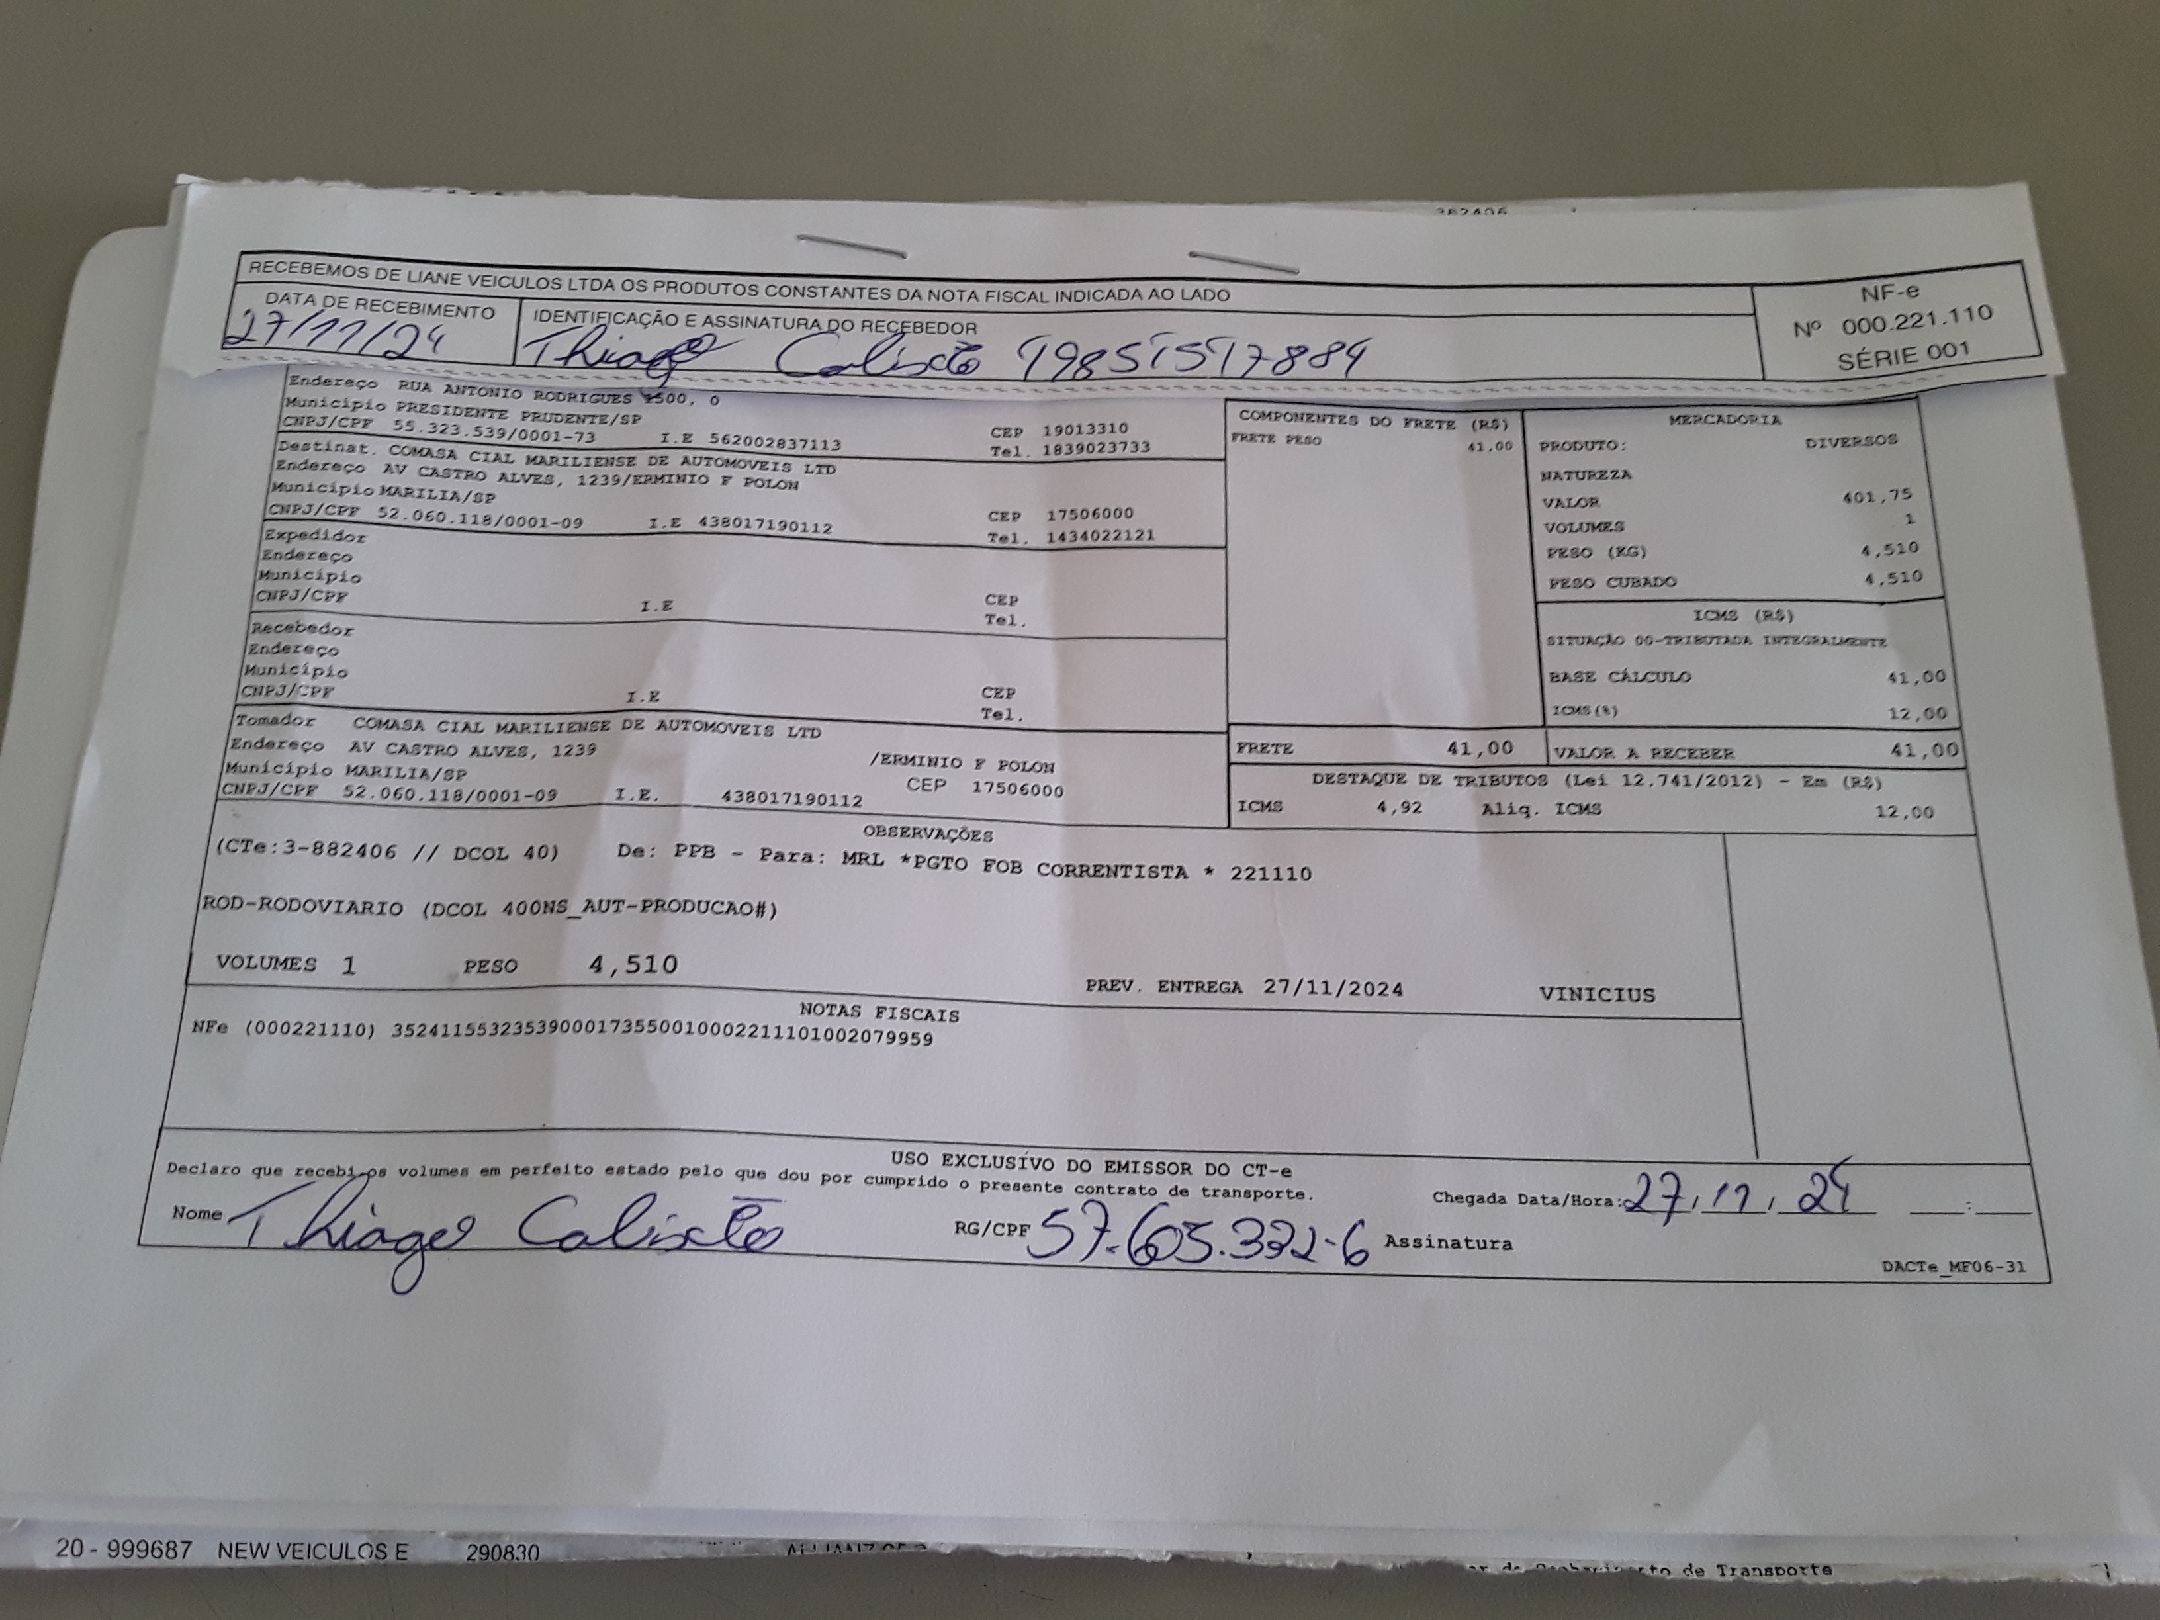 382406
RECEBEMOS DE LIANE VEICULOS LTDA OS PRODUTOS CONSTANTES DA NOTA FISCAL INDICADA AO LADO
NF-e
Nº 000.221.110
SÉRIE 001
DATA DE RECEBIMENTO
27/11/24
IDENTIFICAÇÃO E ASSINATURA DO RECEBEDOR
Thiago Calixto
Endereço RUA ANTONIO RODRIGUES 1500, 0
Município PRESIDENTE PRUDENTE/SP CEP 19013310
CNPJ/CPF 55.323.539/0001-73 I.E 562002837113 Tel. 1839023733
Destinat. COMASA CIAL MARILIENSE DE AUTOMOVEIS LTD
Endereço AV CASTRO ALVES, 1239/ERMINIO F POLON
Município MARILIA/SP CEP 17506000
CNPJ/CPF 52.060.118/0001-09 I.E 438017190112 Tel. 1434022121
Expedidor
Endereço
Município CEP
CNPJ/CPF I.E Tel.
Recebedor
Endereço
Município CEP
CNPJ/CPF I.E Tel.
Tomador COMASA CIAL MARILIENSE DE AUTOMOVEIS LTD
Endereço AV CASTRO ALVES, 1239 /ERMINIO F POLON
Município MARILIA/SP CEP 17506000
CNPJ/CPF 52.060.118/0001-09 I.E. 438017190112
COMPONENTES DO FRETE (R$)
FRETE PESO 41,00
MERCADORIA
PRODUTO: DIVERSOS
NATUREZA
VALOR 401,75
VOLUMES 1
PESO (KG) 4,510
PESO CUBADO 4,510
ICMS (R$)
SITUAÇÃO 00-TRIBUTADA INTEGRALMENTE
BASE CÁLCULO 41,00
ICMS(%) 12,00
FRETE 41,00 VALOR A RECEBER 41,00
DESTAQUE DE TRIBUTOS (Lei 12.741/2012) - Em (R$)
ICMS 4,92 Aliq. ICMS 12,00
OBSERVAÇÕES
(CTe:3-882406 // DCOL 40) De: PPB - Para: MRL *PGTO FOB CORRENTISTA * 221110
ROD-RODOVIARIO (DCOL 400NS_AUT-PRODUCAO#)
VOLUMES 1 PESO 4,510 PREV. ENTREGA 27/11/2024 VINICIUS
NOTAS FISCAIS
NFe (000221110) 35241155323539000173550010002211101002079959
USO EXCLUSIVO DO EMISSOR DO CT-e
Declaro que recebi os volumes em perfeito estado pelo que dou por cumprido o presente contrato de transporte.
Chegada Data/Hora: 27/11/24 __:__
Nome Thiago Calixto RG/CPF 57.605.332-6 Assinatura
DACTe_MF06-31
20 - 999687 NEW VEICULOS E 290830
de Transporte